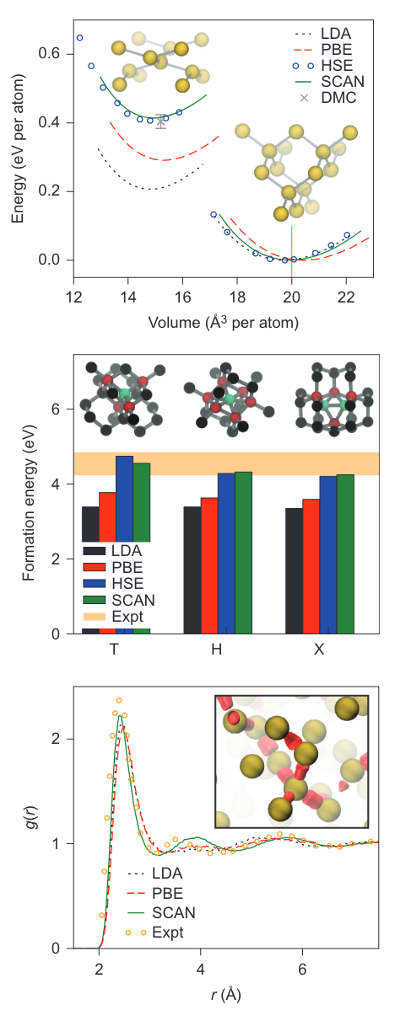 0.6
0.4
0.2
0.0
Energy (eV per atom)
LDA
PBE
HSE
SCAN
DMC
12
14
16
18
20
22
Volume (Å³ per atom)
6
4
2
0
Formation energy (eV)
LDA
PBE
HSE
SCAN
Expt
T
H
X
2
1
0
g(r)
LDA
PBE
SCAN
Expt
2
4
6
r (Å)